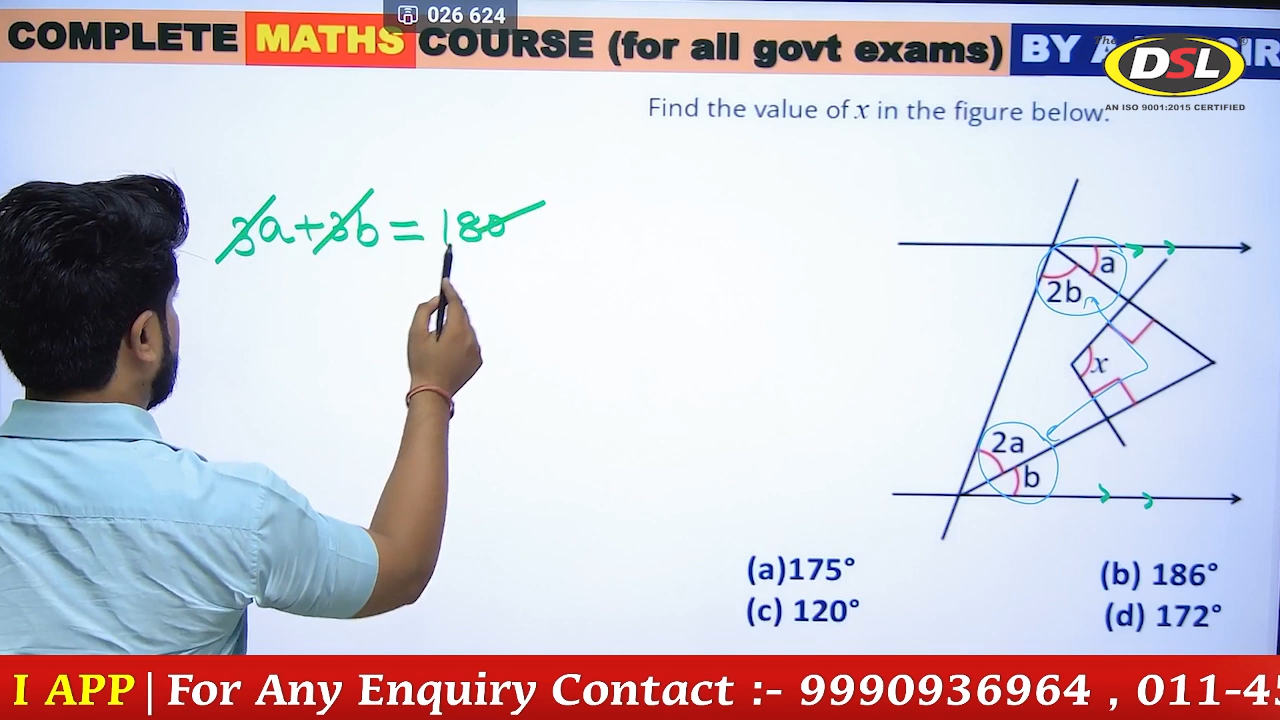 026 624
COMPLETE MATHS COURSE (for all govt exams) BY A
DSL
AN ISO 9001:2015 CERTIFIED
Find the value of x in the figure below.
3a+3b = 180
a
2b
x
2a
b
(a)175° (b) 186°
(c) 120° (d) 172°
I APP | For Any Enquiry Contact :- 9990936964 , 011-45